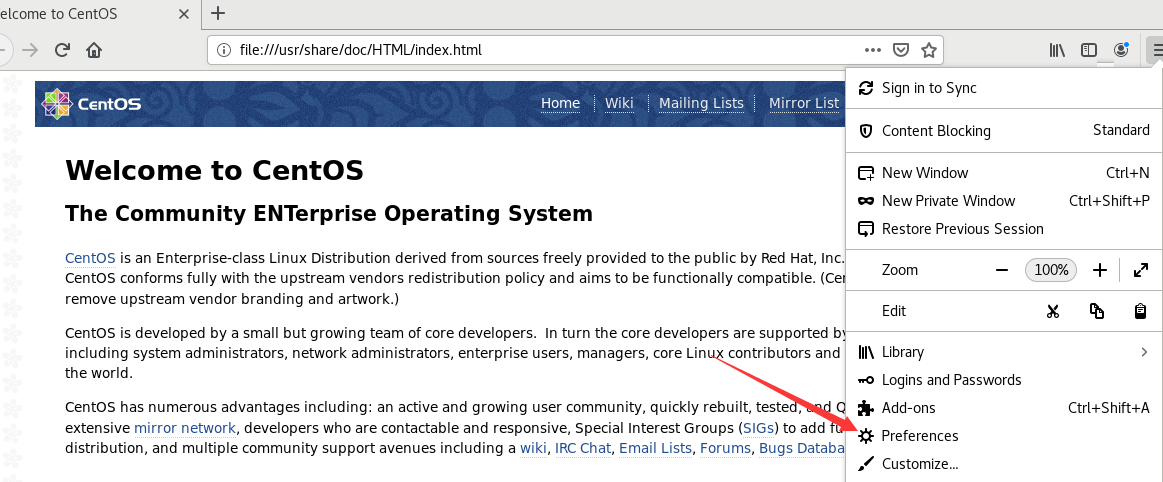 elcome to CentOS
file:///usr/share/doc/HTML/index.html
CentOS
Home Wiki Mailing Lists Mirror List
Welcome to CentOS
The Community ENTerprise Operating System
CentOS is an Enterprise-class Linux Distribution derived from sources freely provided to the public by Red Hat, Inc.
CentOS conforms fully with the upstream vendors redistribution policy and aims to be functionally compatible. (Cen
remove upstream vendor branding and artwork.)
CentOS is developed by a small but growing team of core developers.  In turn the core developers are supported by
including system administrators, network administrators, enterprise users, managers, core Linux contributors and
the world.
CentOS has numerous advantages including: an active and growing user community, quickly rebuilt, tested, and Q
extensive mirror network, developers who are contactable and responsive, Special Interest Groups (SIGs) to add fu
distribution, and multiple community support avenues including a wiki, IRC Chat, Email Lists, Forums, Bugs Databa
Sign in to Sync
Content Blocking Standard
New Window Ctrl+N
New Private Window Ctrl+Shift+P
Restore Previous Session
Zoom 100%
Edit
Library
Logins and Passwords
Add-ons Ctrl+Shift+A
Preferences
Customize...